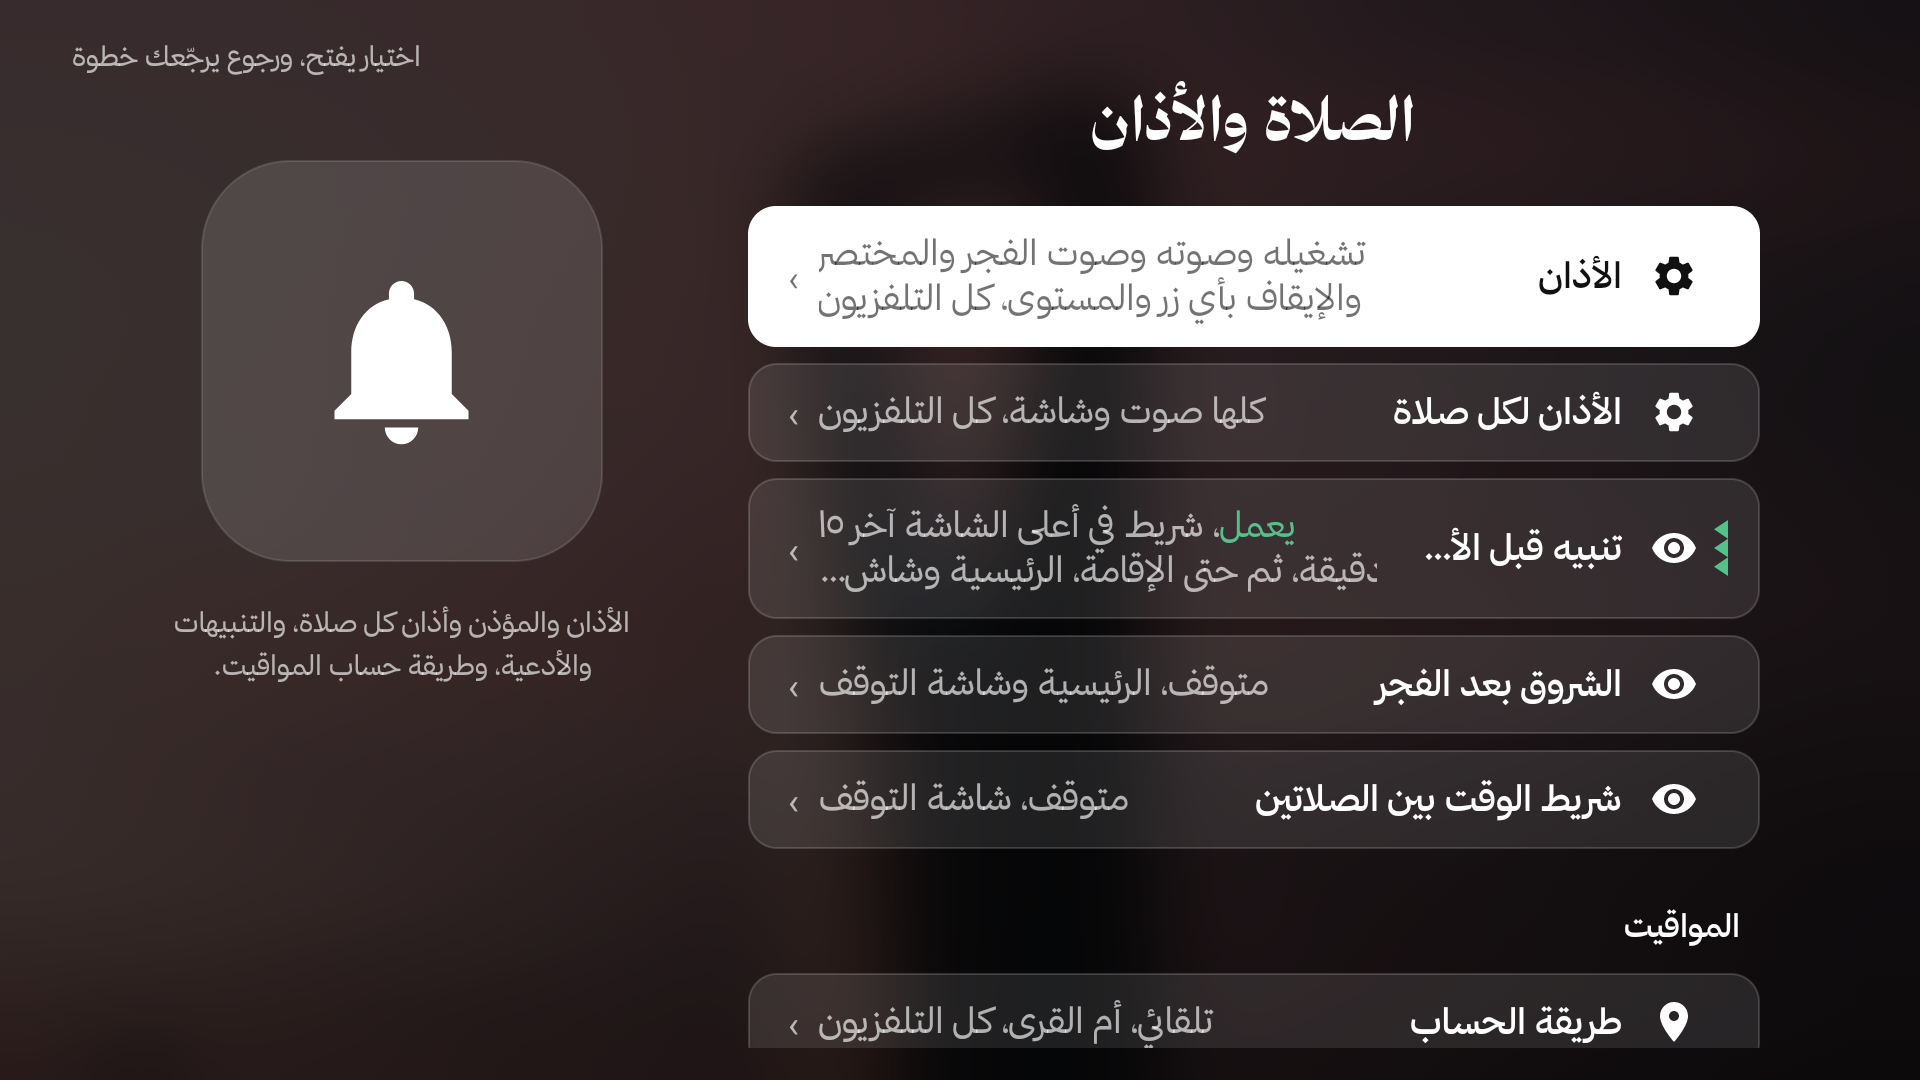 اختيار يفتح، ورجوع يرجّعك خطوة
الصلاة والأذان
الأذان
تشغيله وصوته وصوت الفجر والمختصر
والإيقاف بأي زر والمستوى، كل التلفزيون
الأذان لكل صلاة
كلها صوت وشاشة، كل التلفزيون
تنبيه قبل الأ...
يعمل، شريط في أعلى الشاشة آخر ١٥
دقيقة، ثم حتى الإقامة، الرئيسية وشاش...
الشروق بعد الفجر
متوقف، الرئيسية وشاشة التوقف
شريط الوقت بين الصلاتين
متوقف، شاشة التوقف
المواقيت
طريقة الحساب
تلقائي، أم القرى، كل التلفزيون
الأذان والمؤذن وأذان كل صلاة، والتنبيهات
والأدعية، وطريقة حساب المواقيت.